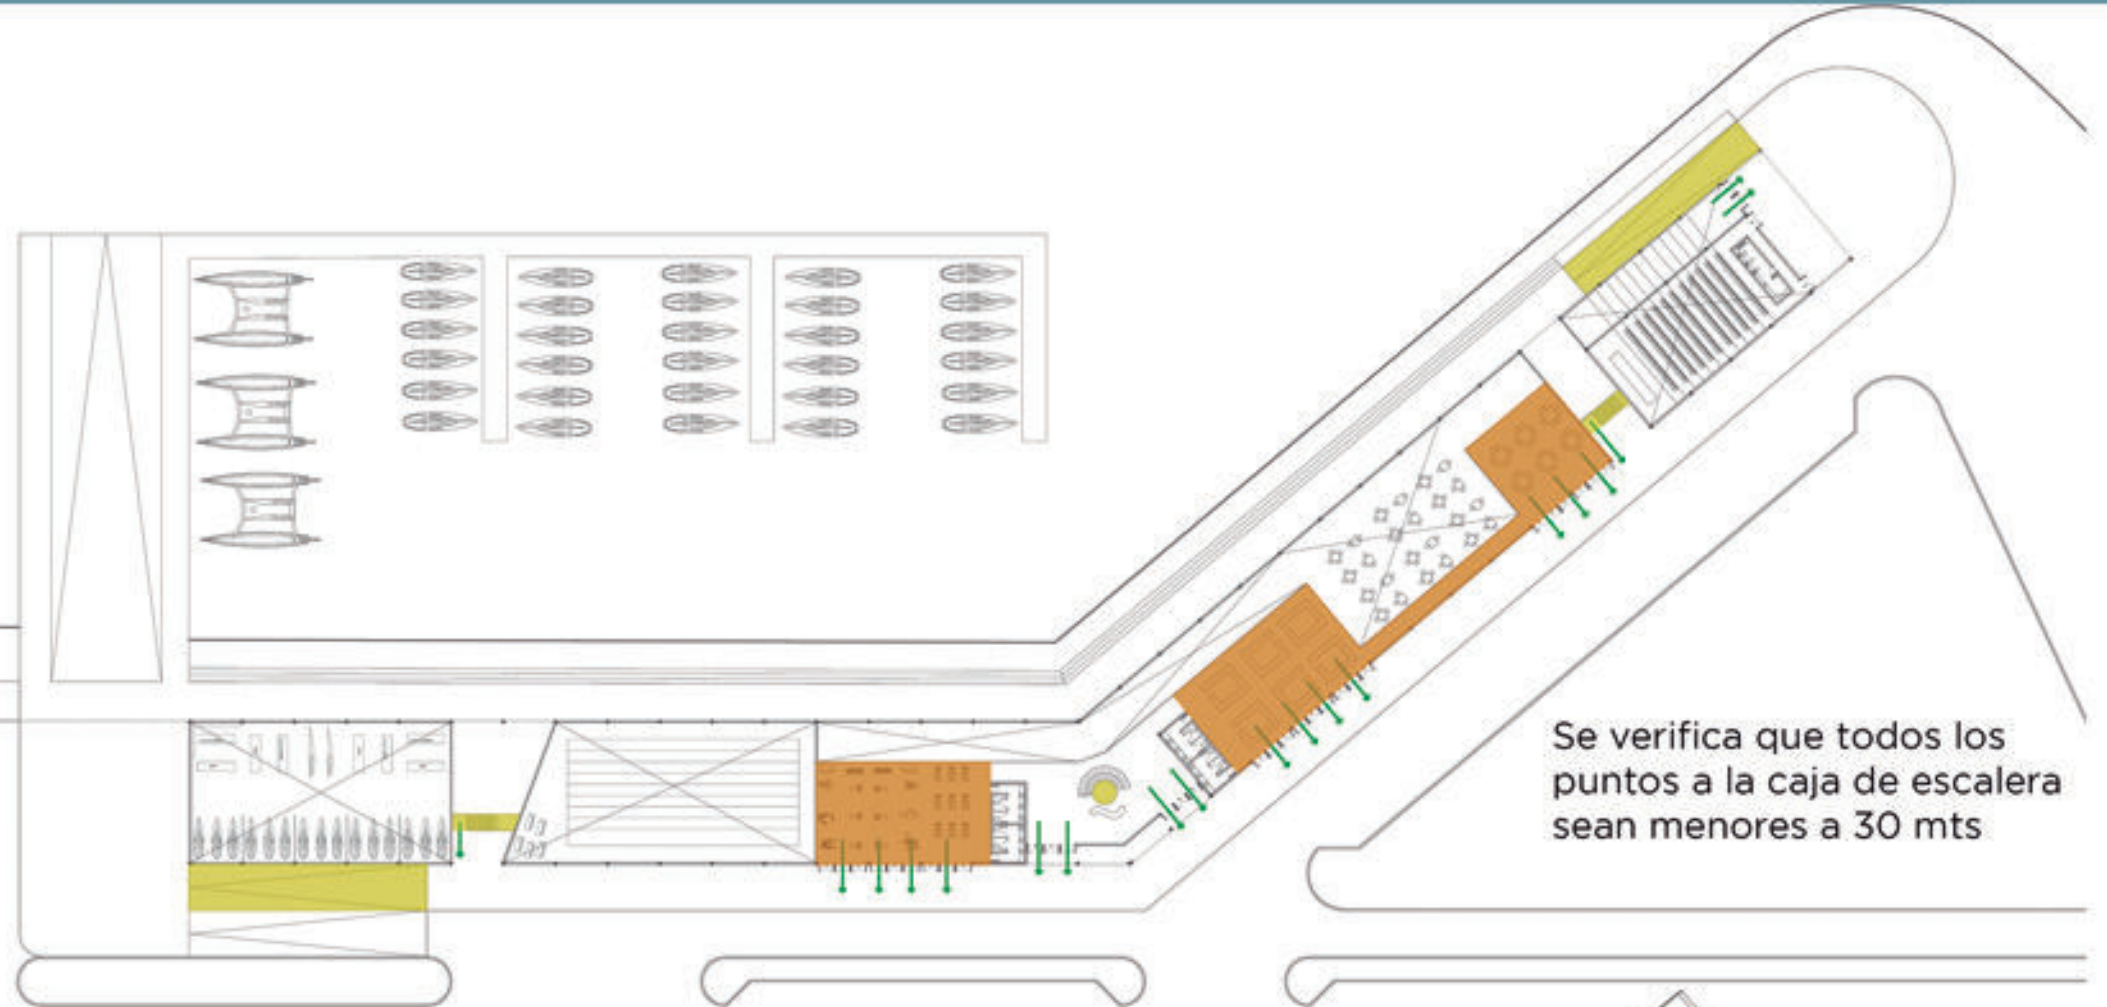 Se verifica que todos los
puntos a la caja de escalera
sean menores a 30 mts